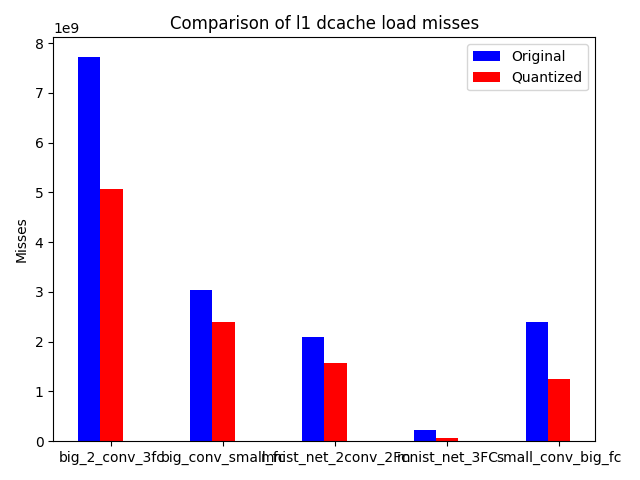 Comparison of l1 dcache load misses
1e9
8
7
6
5
4
3
2
1
0
Misses
Original
Quantized
big_2_conv_3fc
big_conv_small_fc
mnist_net_2conv_2Fc
mnist_net_3FC
small_conv_big_fc